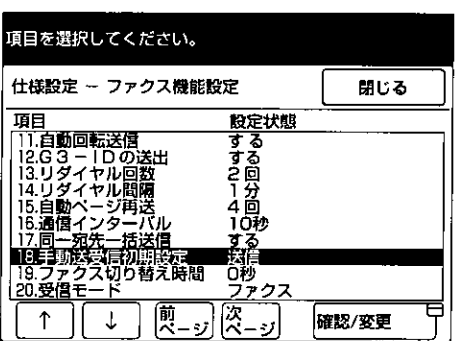 項目を選択してください。
仕様設定 － ファクス機能設定 閉じる
項目 設定状態
11.自動回転送信 する
12.G3－IDの送出 する
13.リダイヤル回数 2回
14.リダイヤル間隔 1分
15.自動ページ再送 4回
16.通信インターバル 10秒
17.同一宛先一括送信 する
18.手動送受信初期設定 送信
19.ファクス切り替え時間 0秒
20.受信モード ファクス
↑ ↓ 前ページ 次ページ 確認/変更